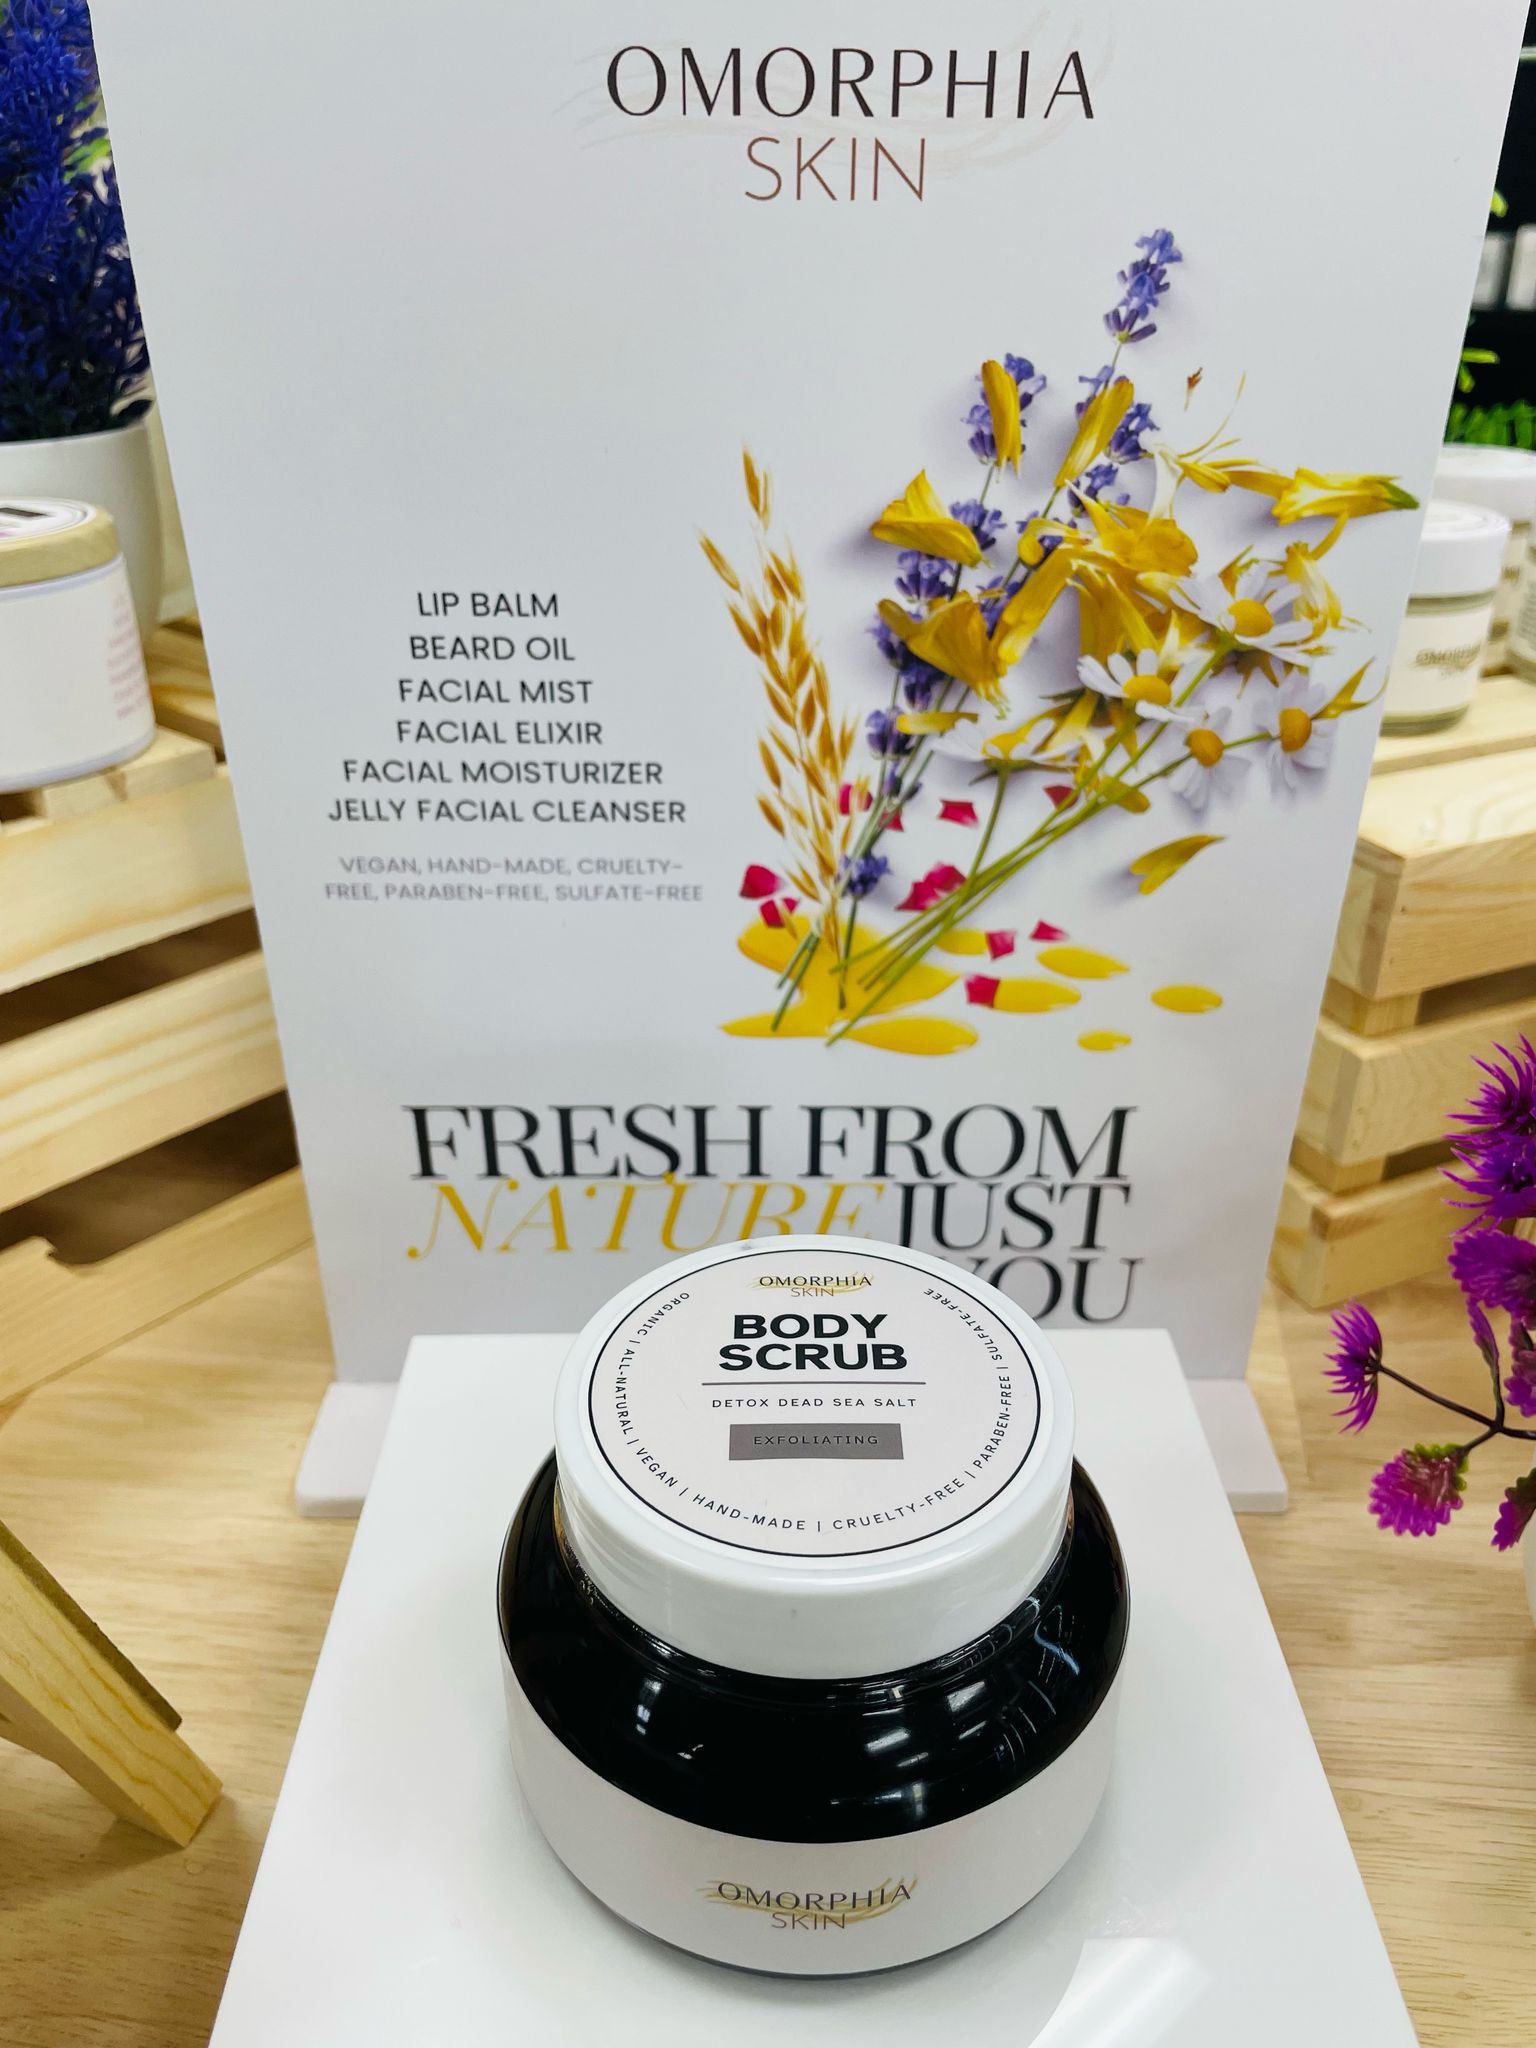 OMORPHIA
SKIN
LIP BALM
BEARD OIL
FACIAL MIST
FACIAL ELIXIR
FACIAL MOISTURIZER
JELLY FACIAL CLEANSER
VEGAN, HAND-MADE, CRUELTY-
FREE, PARABEN-FREE, SULFATE-FREE
FRESH FROM
NATURE JUST
YOU
OMORPHIA
SKIN
BODY
SCRUB
DETOX DEAD SEA SALT
EXFOLIATING
ORGANIC | ALL-NATURAL | VEGAN | HAND-MADE | CRUELTY-FREE | PARABEN-FREE | SULFATE-FREE
OMORPHIA
SKIN
OMORPHIA